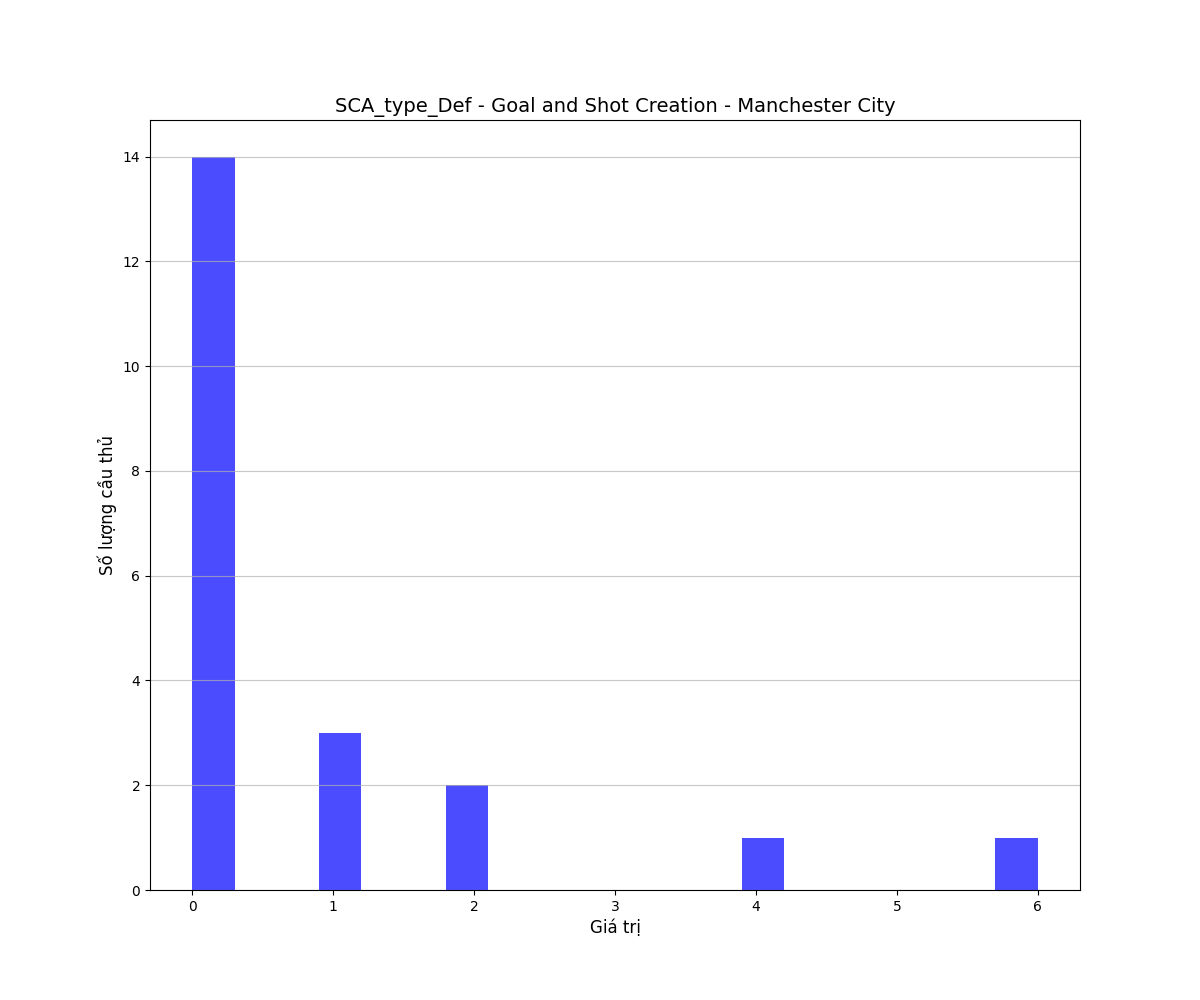 SCA_type_Def - Goal and Shot Creation - Manchester City
14
12
10
8
6
4
2
0
Số lượng cầu thủ
0 1 2 3 4 5 6
Giá trị